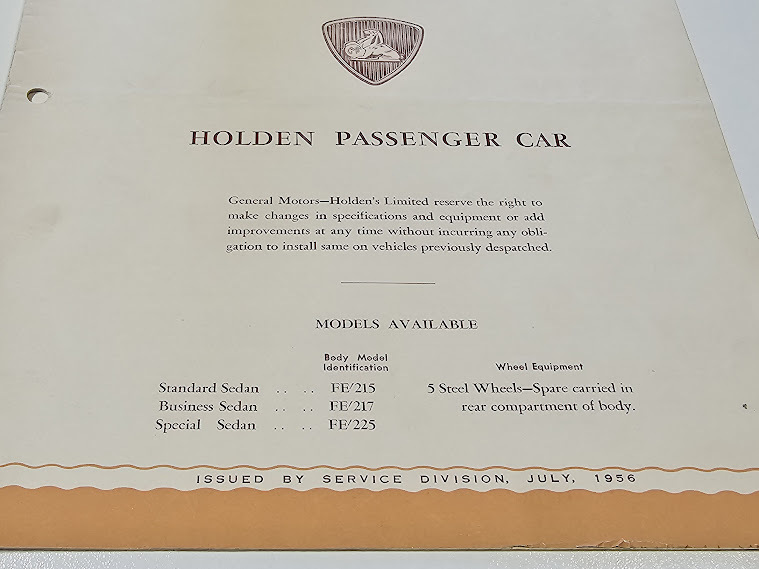 HOLDEN PASSENGER CAR
General Motors—Holden's Limited reserve the right to
make changes in specifications and equipment or add
improvements at any time without incurring any obli-
gation to install same on vehicles previously despatched.
MODELS AVAILABLE
Body Model
Identification
Wheel Equipment
Standard Sedan .. .. FE/215 5 Steel Wheels—Spare carried in
Business Sedan .. .. FE/217 rear compartment of body.
Special Sedan .. .. FE/225
ISSUED BY SERVICE DIVISION, JULY, 1956